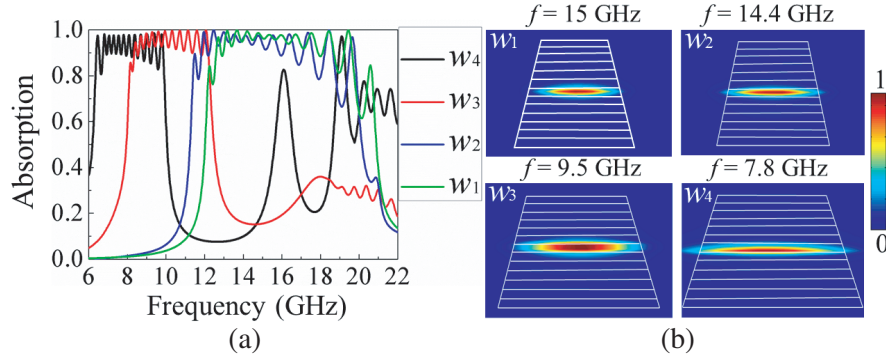 Absorption
1.0
0.8
0.6
0.4
0.2
0.0
6 8 10 12 14 16 18 20 22
Frequency (GHz)
(a)
w4
w3
w2
w1
f = 15 GHz
f = 14.4 GHz
w1
w2
f = 9.5 GHz
f = 7.8 GHz
w3
w4
1
0
(b)